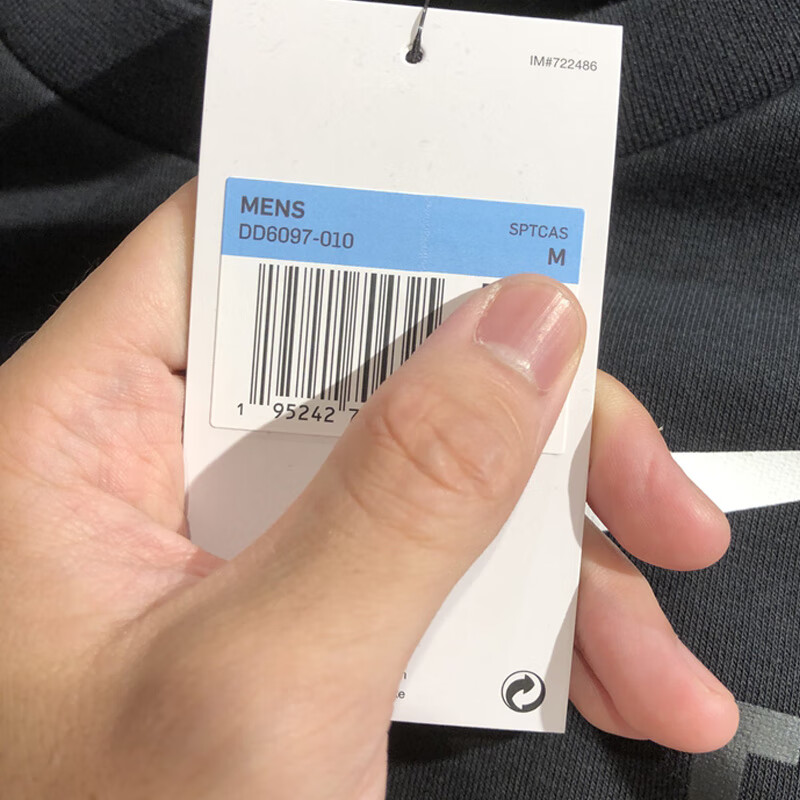 IM#722486
MENS
DD6097-010
SPTCAS
M
1 95242 7